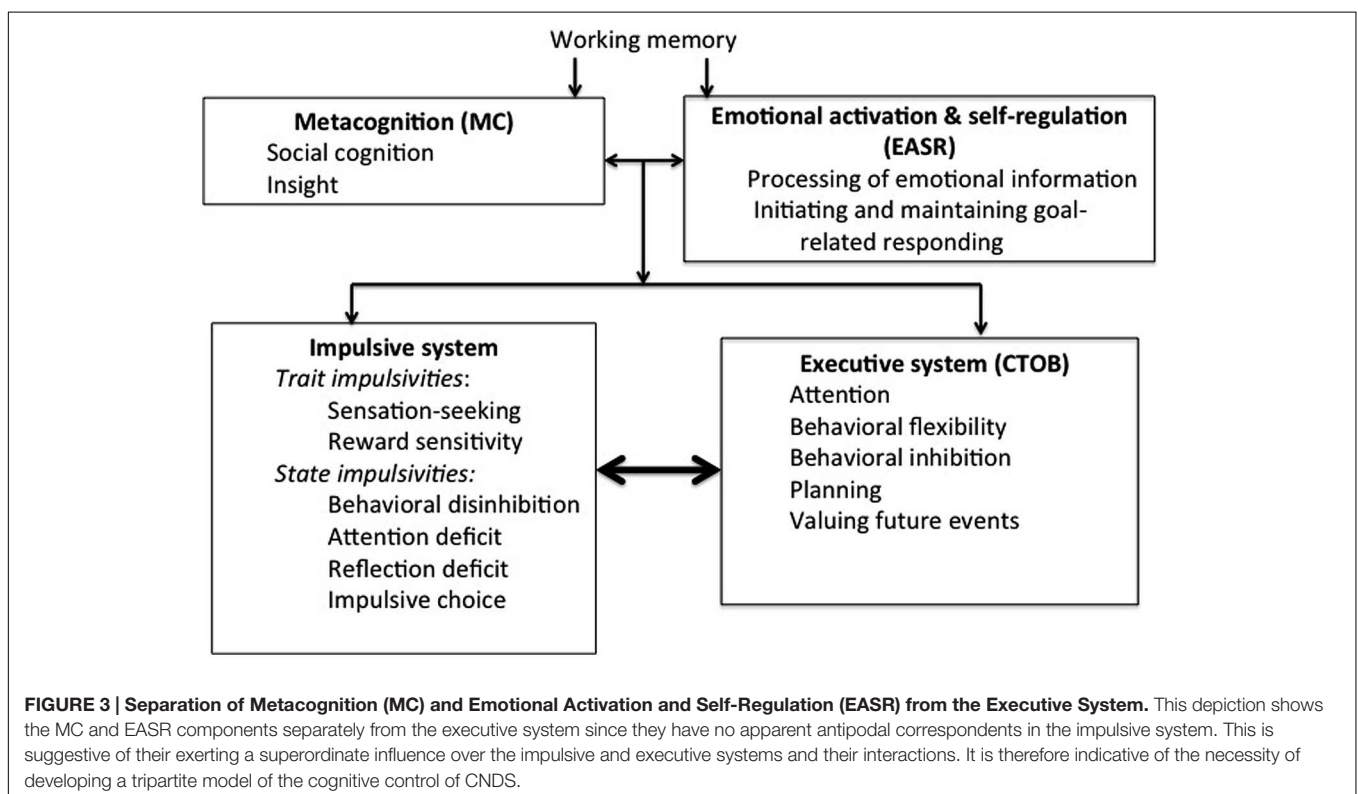 Working memory
Metacognition (MC)
Social cognition
Insight
Emotional activation & self-regulation
(EASR)
Processing of emotional information
Initiating and maintaining goal-
related responding
Impulsive system
Trait impulsivities:
Sensation-seeking
Reward sensitivity
State impulsivities:
Behavioral disinhibition
Attention deficit
Reflection deficit
Impulsive choice
Executive system (CTOB)
Attention
Behavioral flexibility
Behavioral inhibition
Planning
Valuing future events
FIGURE 3 | Separation of Metacognition (MC) and Emotional Activation and Self-Regulation (EASR) from the Executive System. This depiction shows
the MC and EASR components separately from the executive system since they have no apparent antipodal correspondents in the impulsive system. This is
suggestive of their exerting a superordinate influence over the impulsive and executive systems and their interactions. It is therefore indicative of the necessity of
developing a tripartite model of the cognitive control of CNDS.